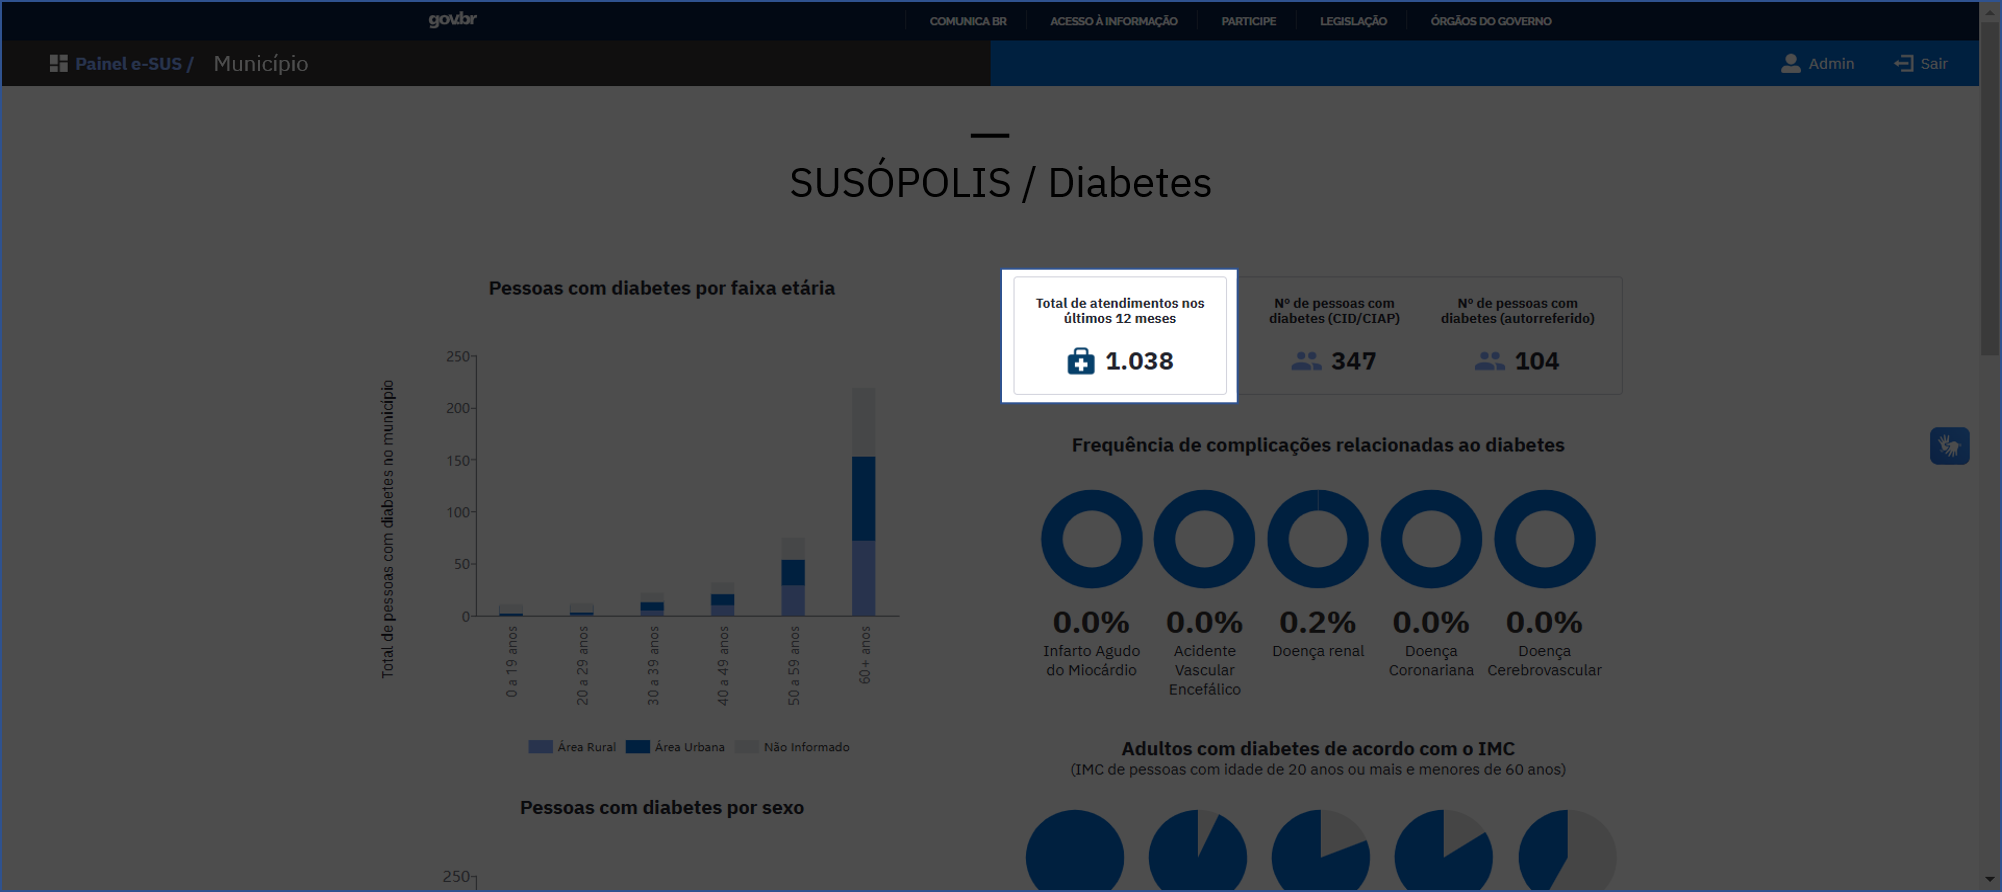 gov.br
COMUNICA BR
ACESSO À INFORMAÇÃO
PARTICIPE
LEGISLAÇÃO
ÓRGÃOS DO GOVERNO
Painel e-SUS /
Município
Admin
Sair
SUSÓPOLIS / Diabetes
Pessoas com diabetes por faixa etária
Total de pessoas com diabetes no município
250
200
150
100
50
0
0 a 19 anos
20 a 29 anos
30 a 39 anos
40 a 49 anos
50 a 59 anos
60+ anos
Área Rural
Área Urbana
Não Informado
Pessoas com diabetes por sexo
250
Total de atendimentos nos
últimos 12 meses
1.038
Nº de pessoas com
diabetes (CID/CIAP)
347
Nº de pessoas com
diabetes (autorreferido)
104
Frequência de complicações relacionadas ao diabetes
0.0%
Infarto Agudo
do Miocárdio
0.0%
Acidente
Vascular
Encefálico
0.2%
Doença renal
0.0%
Doença
Coronariana
0.0%
Doença
Cerebrovascular
Adultos com diabetes de acordo com o IMC
(IMC de pessoas com idade de 20 anos ou mais e menores de 60 anos)